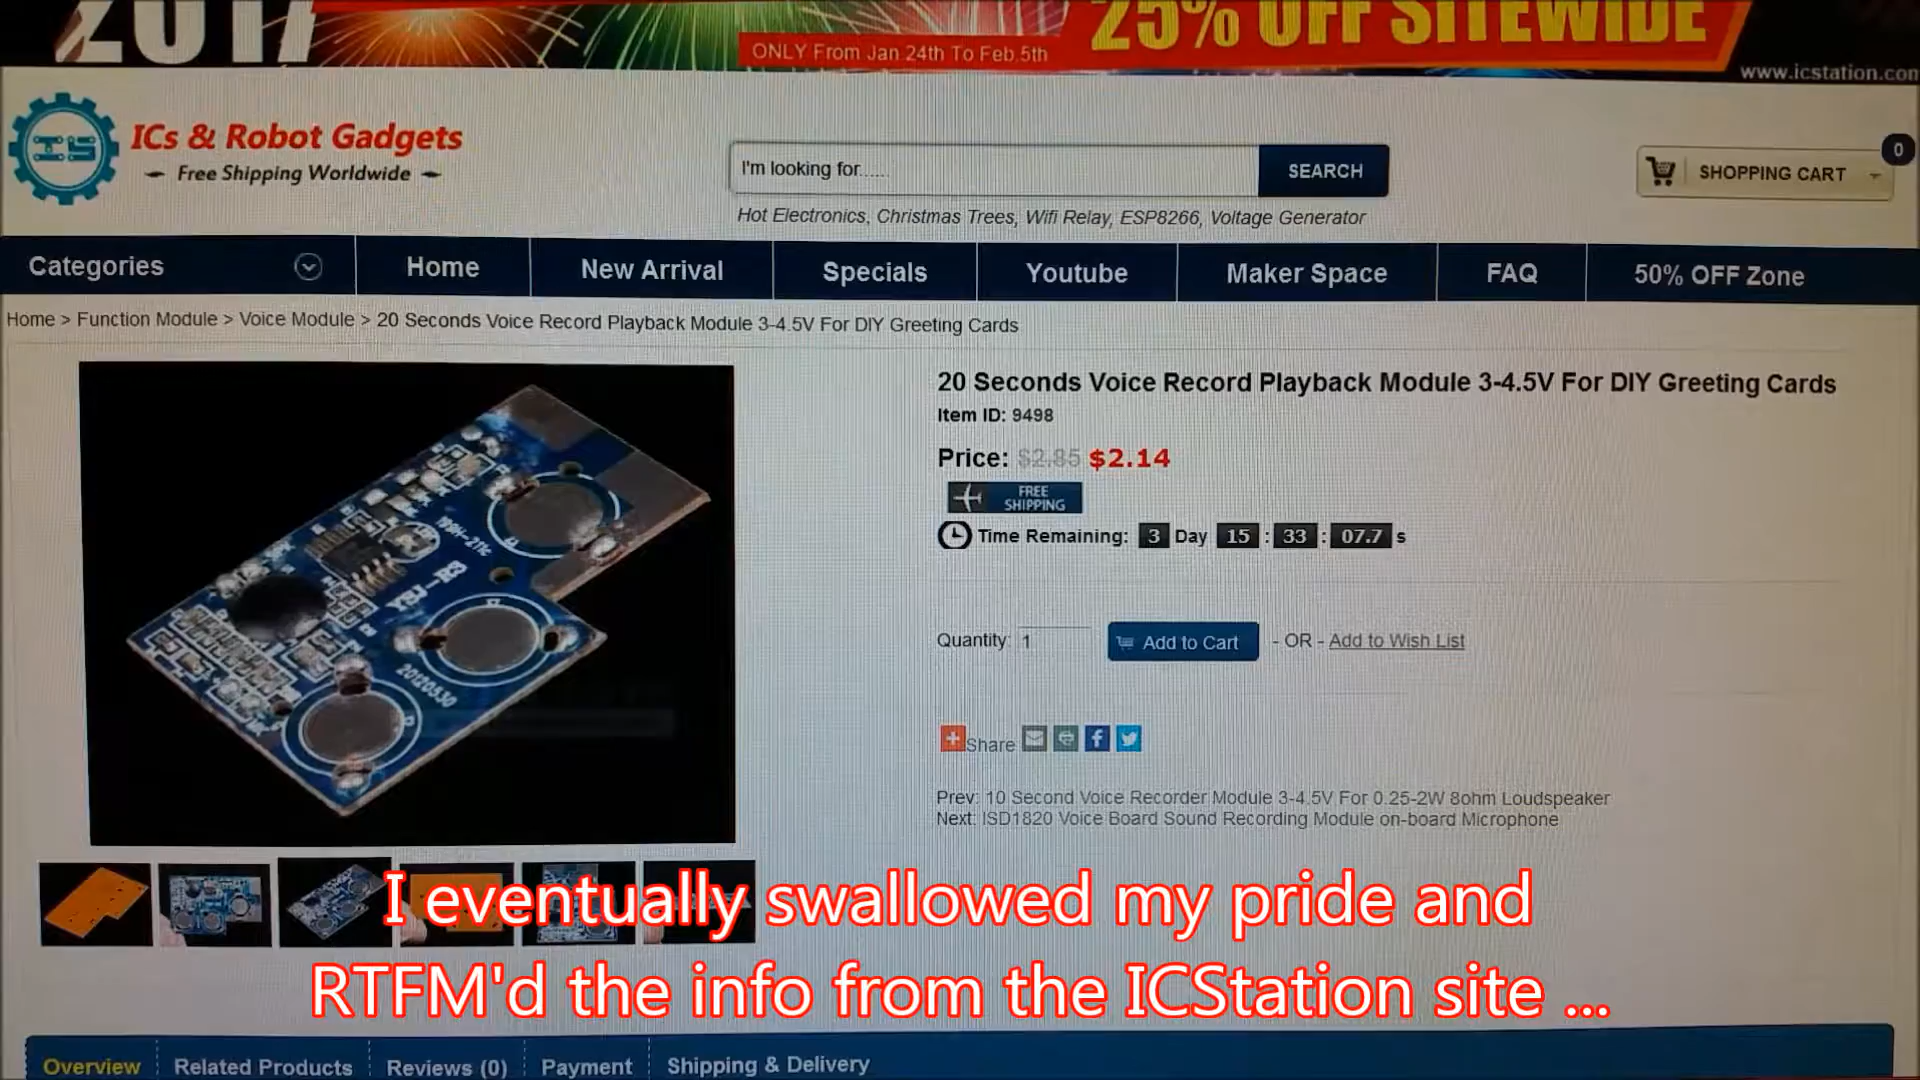 2017
25% OFF SITEWIDE
ONLY From Jan.24th To Feb.5th
www.icstation.com
ICs & Robot Gadgets
Free Shipping Worldwide
I'm looking for......
SEARCH
0
SHOPPING CART
Hot Electronics, Christmas Trees, Wifi Relay, ESP8266, Voltage Generator
Categories
Home
New Arrival
Specials
Youtube
Maker Space
FAQ
50% OFF Zone
Home > Function Module > Voice Module > 20 Seconds Voice Record Playback Module 3-4.5V For DIY Greeting Cards
20 Seconds Voice Record Playback Module 3-4.5V For DIY Greeting Cards
Item ID: 9498
Price: $2.85 $2.14
FREE
SHIPPING
Time Remaining: 3 Day 15 : 33 : 07.7 s
20120530
Quantity: 1
Add to Cart
- OR - Add to Wish List
Share
Prev: 10 Second Voice Recorder Module 3-4.5V For 0.25-2W 8ohm Loudspeaker
Next: ISD1820 Voice Board Sound Recording Module on-board Microphone
I eventually swallowed my pride and
RTFM'd the info from the ICStation site ...
Overview
Related Products
Reviews (0)
Payment
Shipping & Delivery